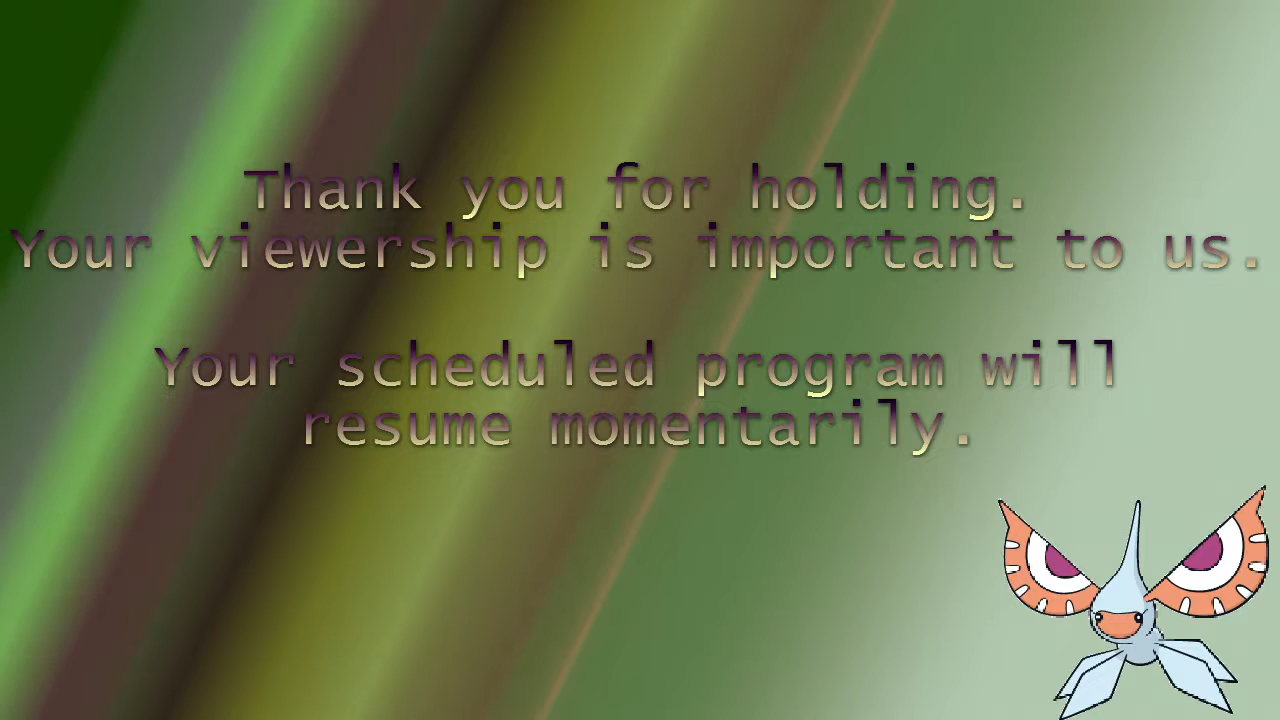 Thank you for holding.
Your viewership is important to us.
Your scheduled program will
resume momentarily.